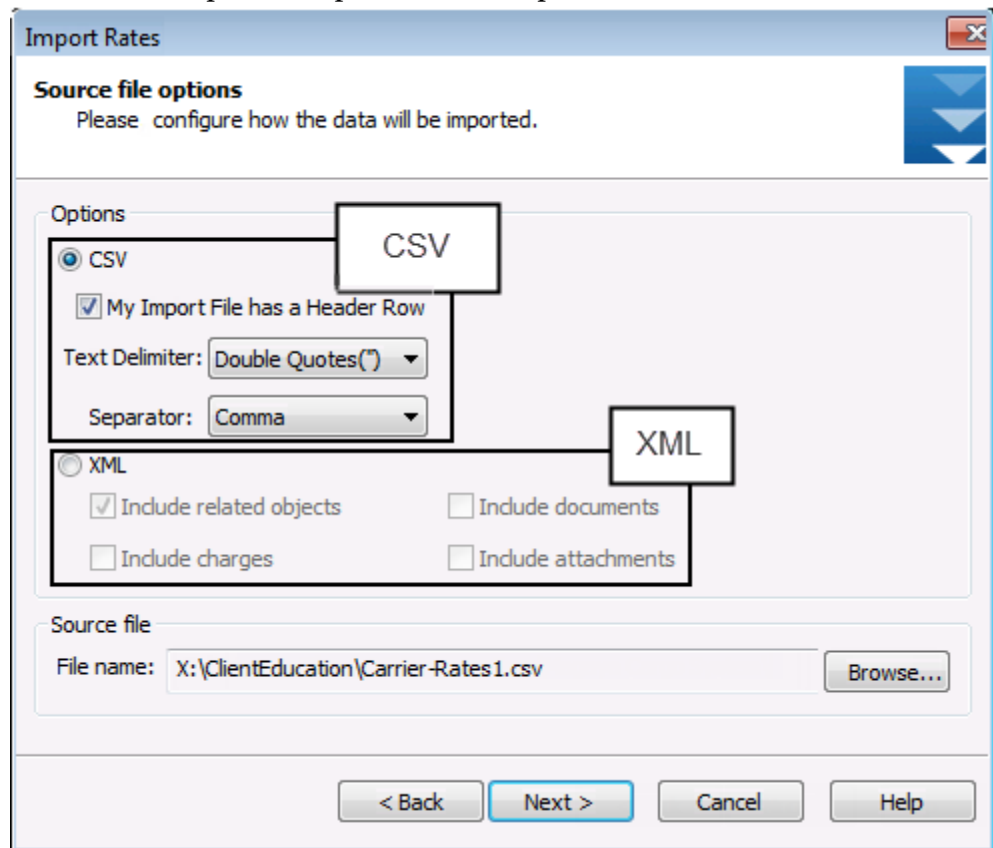 Import Rates
Source file options
Please configure how the data will be imported.
Options
CSV
CSV
My Import File has a Header Row
Text Delimiter: Double Quotes(")
Separator: Comma
XML
XML
Include related objects Include documents
Include charges Include attachments
Source file
File name: X:\ClientEducation\Carrier-Rates1.csv Browse...
< Back Next > Cancel Help